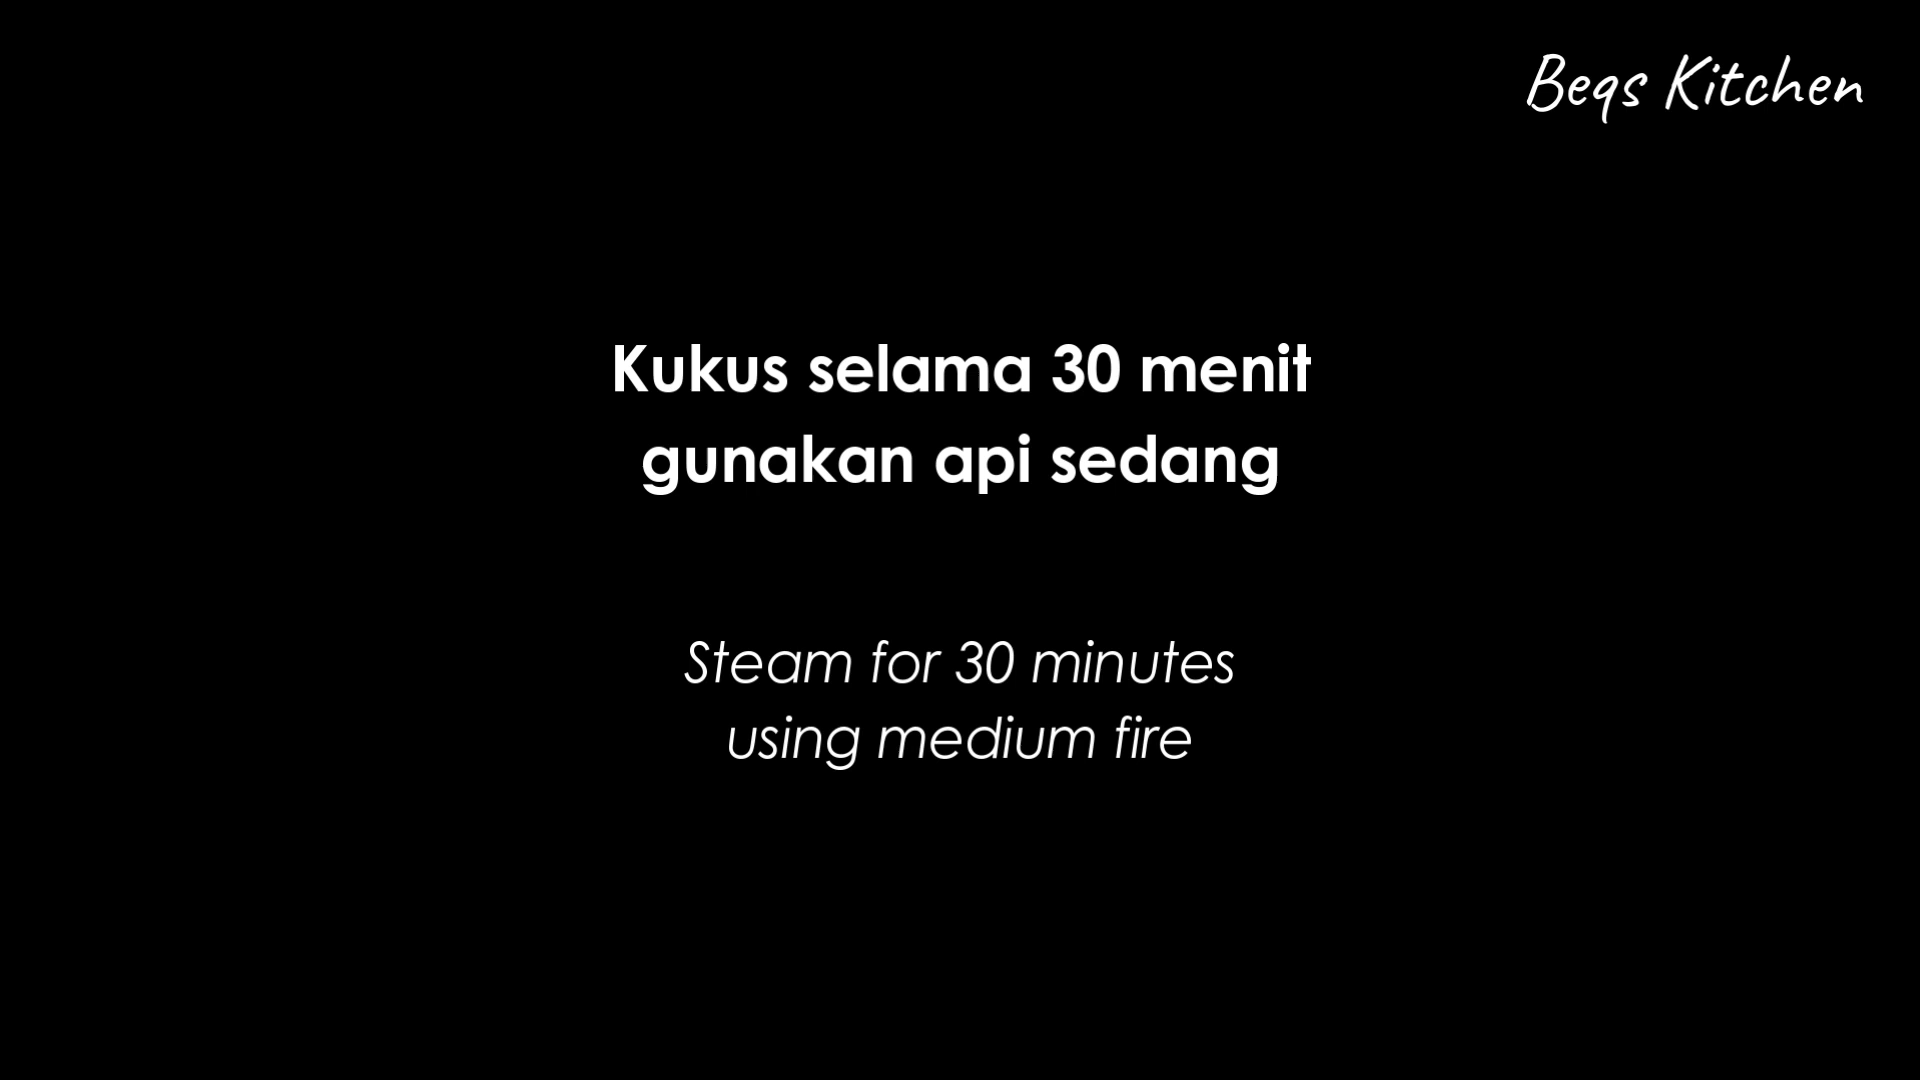 Beqs Kitchen
Kukus selama 30 menit
gunakan api sedang
Steam for 30 minutes
using medium fire